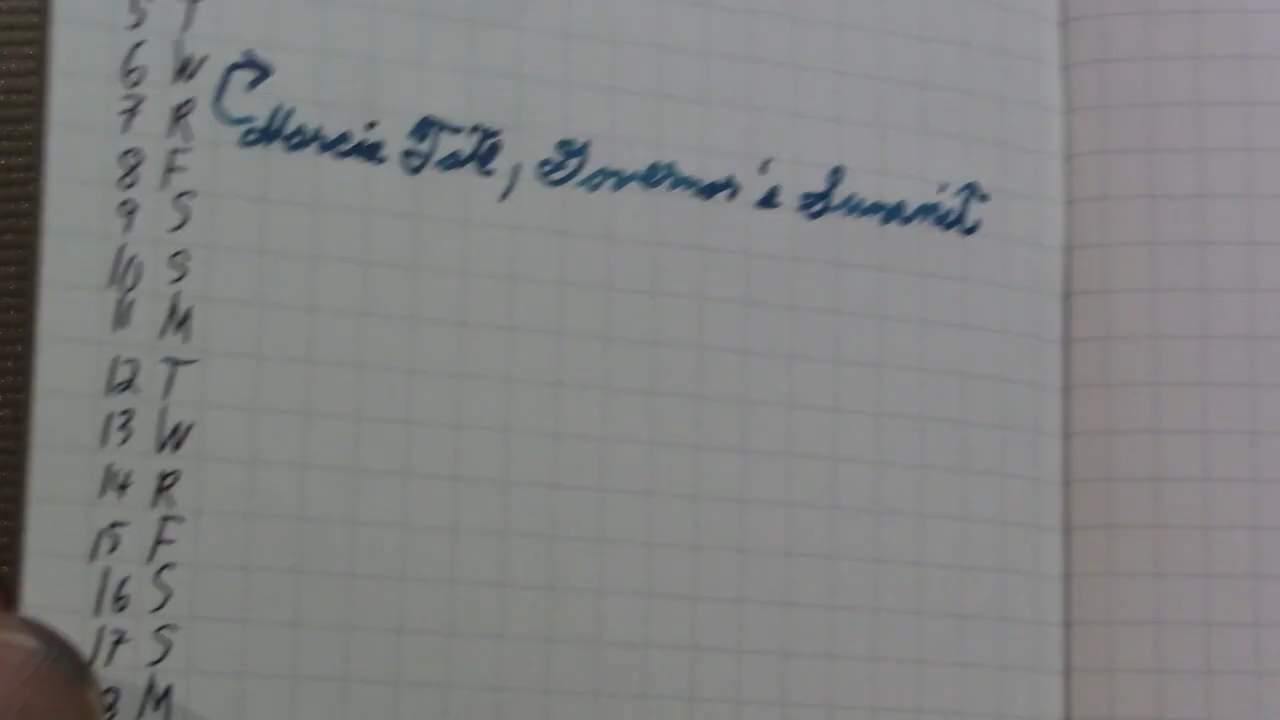 5 T
6 W
7 R
Marcia Tate, Governor's Summit
8 F
9 S
10 S
11 M
12 T
13 W
14 R
15 F
16 S
17 S
M